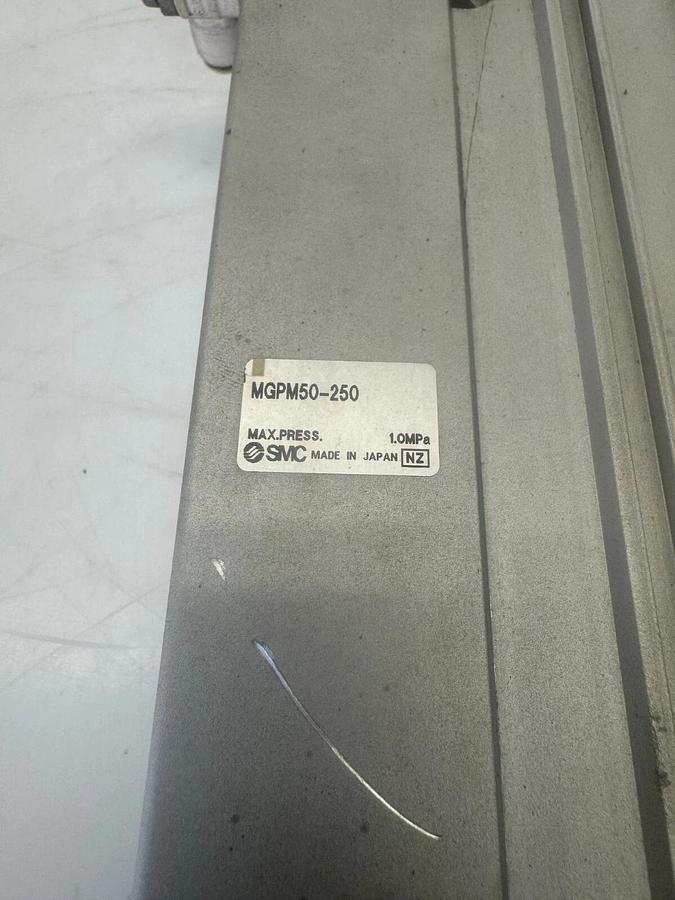 MGPM50-250
MAX.PRESS. 1.0MPa
SMC MADE IN JAPAN NZ